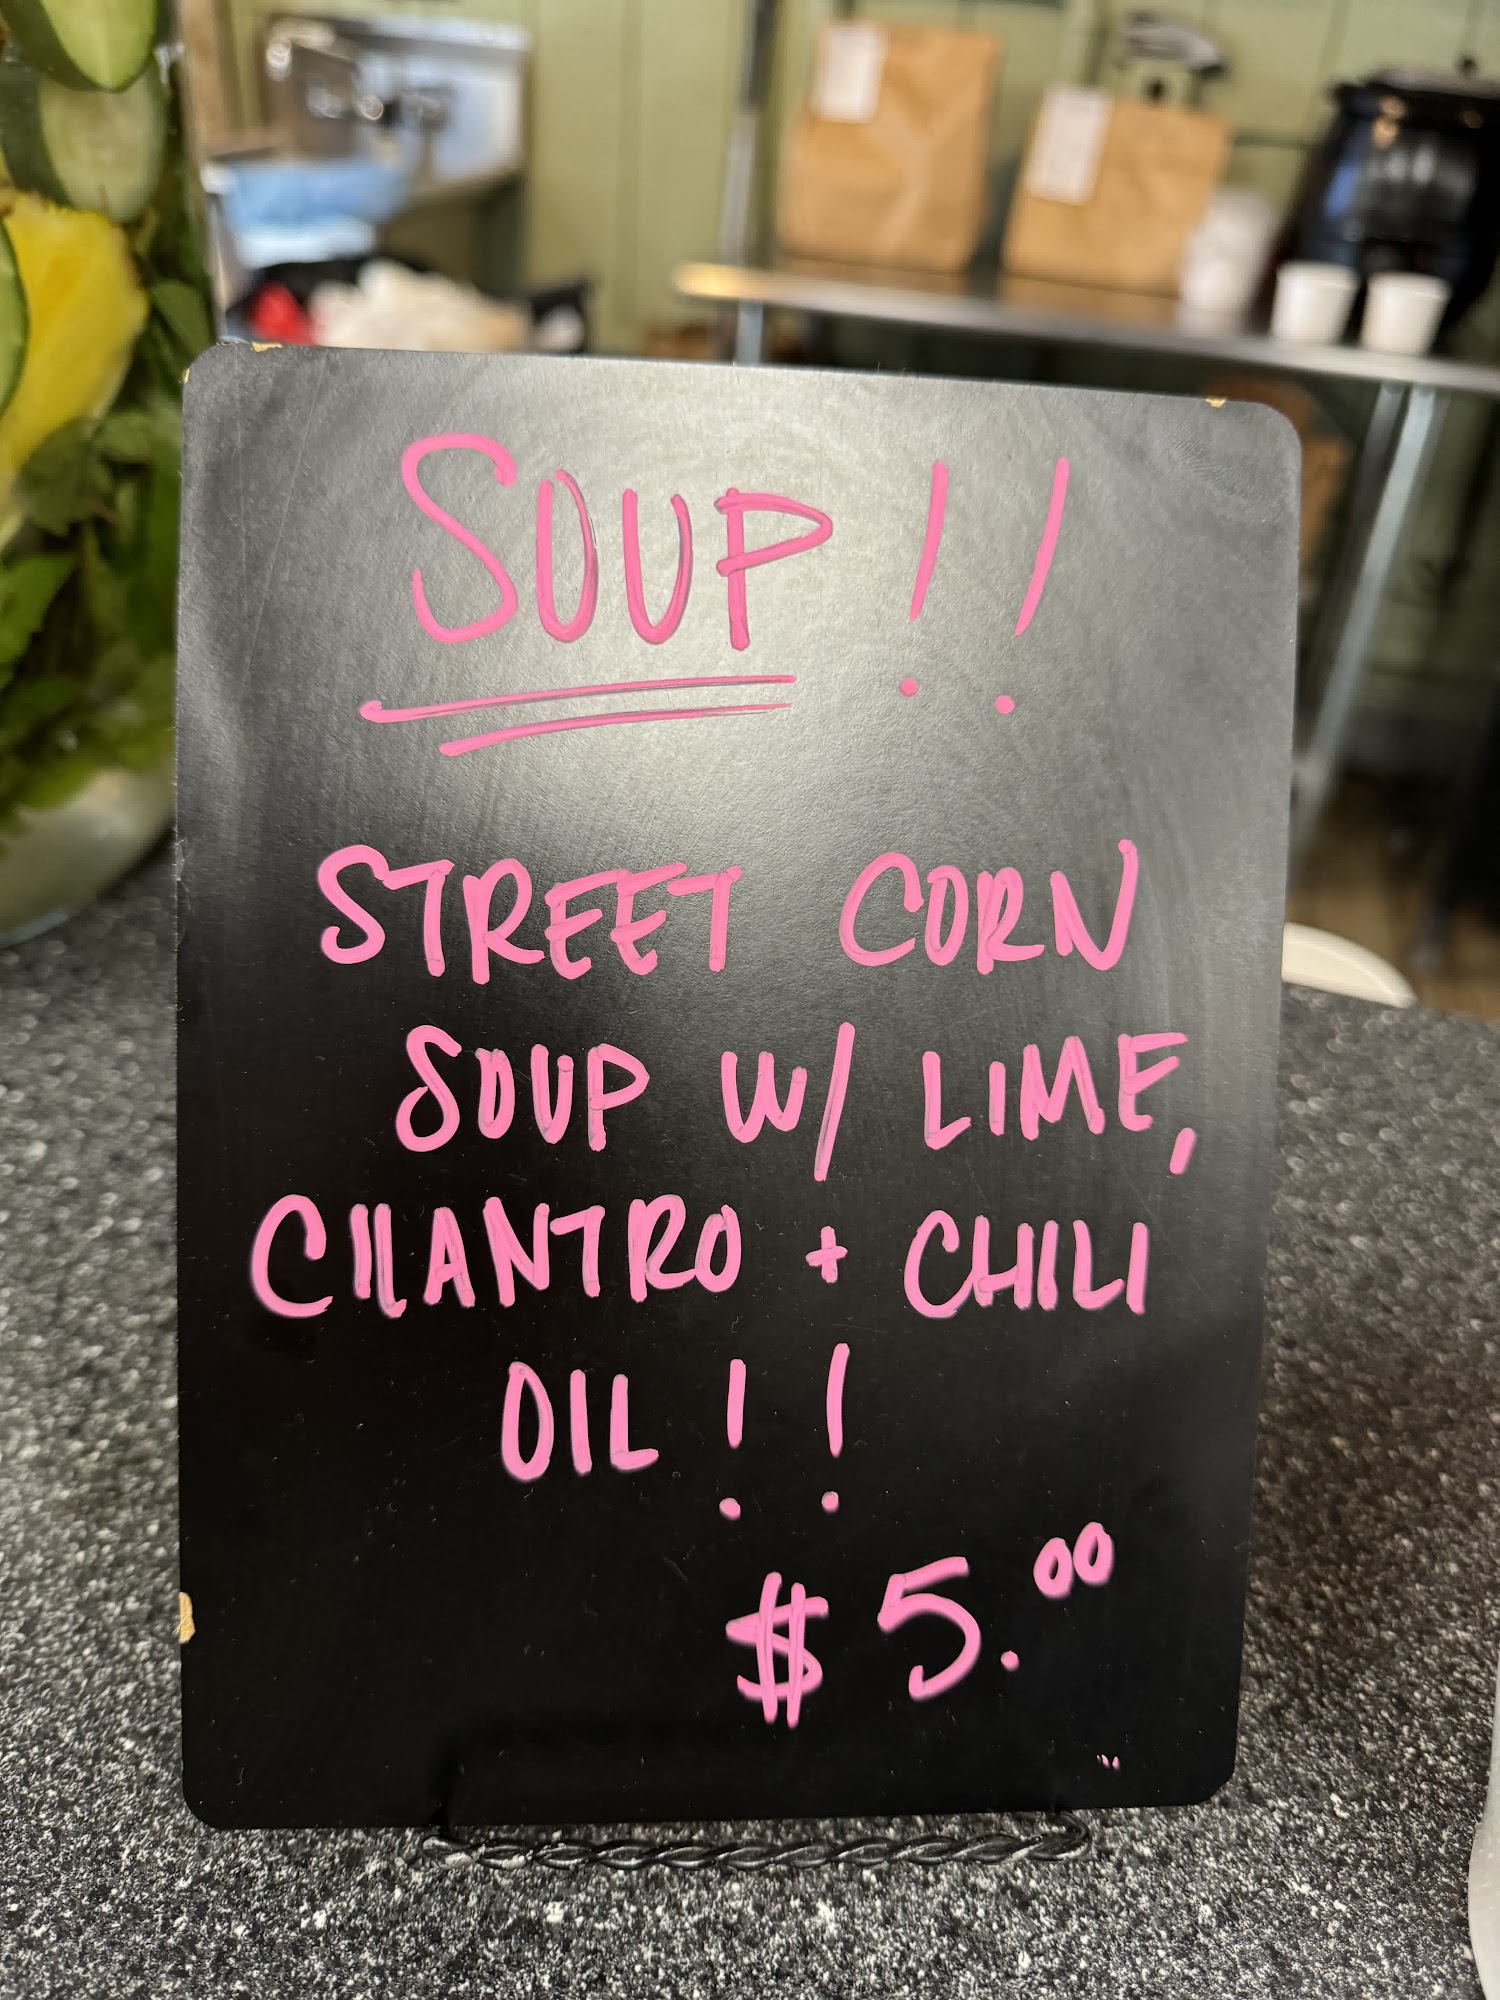 SOUP!!
STREET CORN
SOUP W/ LIME,
CILANTRO + CHILI
OIL!!
$5.00